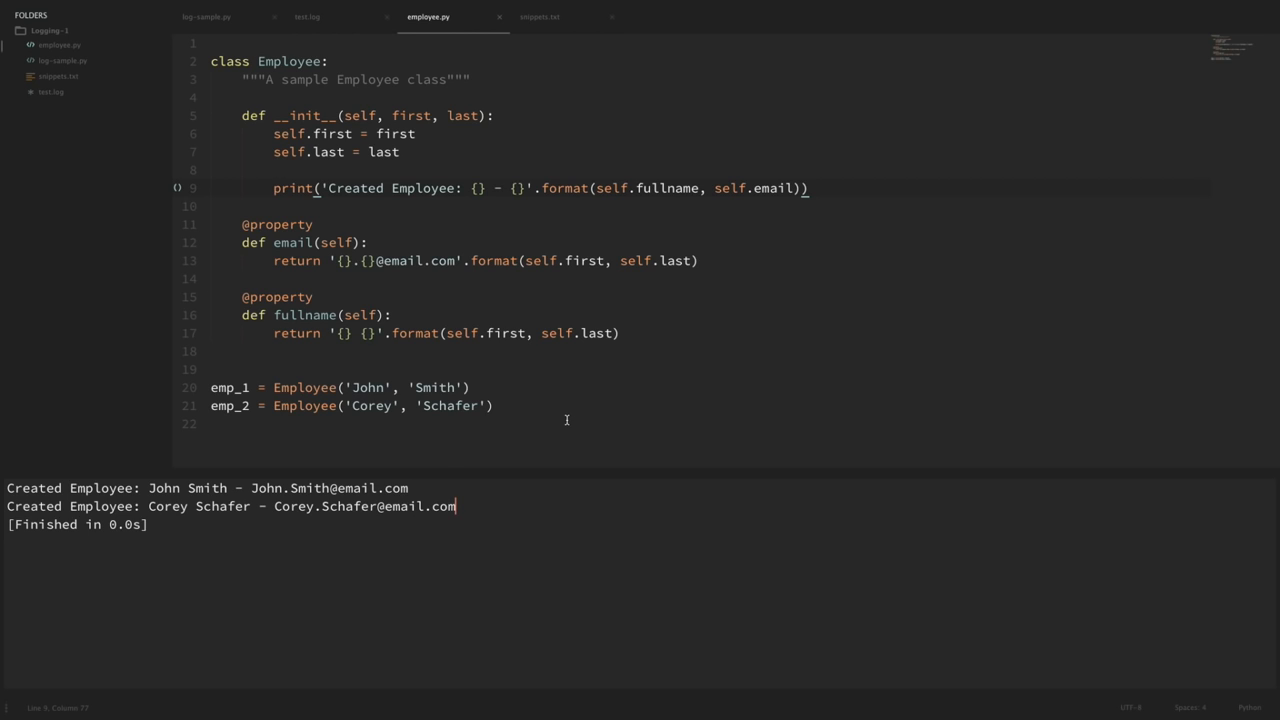 FOLDERS
Logging-1
employee.py
log-sample.py
snippets.txt
test.log
log-sample.py × test.log × employee.py × snippets.txt ×
1
2 class Employee:
3     """A sample Employee class"""
4
5     def __init__(self, first, last):
6         self.first = first
7         self.last = last
8
() 9         print('Created Employee: {} - {}'.format(self.fullname, self.email))
10
11     @property
12     def email(self):
13         return '{}.{}@email.com'.format(self.first, self.last)
14
15     @property
16     def fullname(self):
17         return '{} {}'.format(self.first, self.last)
18
19
20 emp_1 = Employee('John', 'Smith')
21 emp_2 = Employee('Corey', 'Schafer')
22
Created Employee: John Smith - John.Smith@email.com
Created Employee: Corey Schafer - Corey.Schafer@email.com
[Finished in 0.0s]
Line 9, Column 77 UTF-8 Spaces: 4 Python